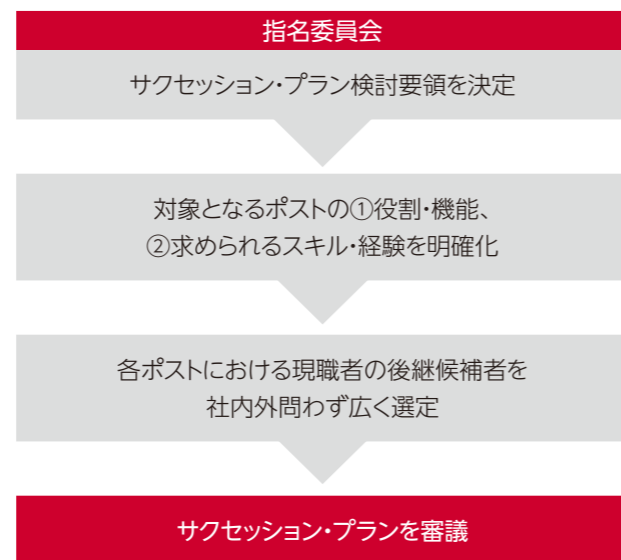 指名委員会
サクセッション・プラン検討要領を決定
対象となるポストの①役割・機能、
②求められるスキル・経験を明確化
各ポストにおける現職者の後継候補者を
社内外問わず広く選定
サクセッション・プランを審議